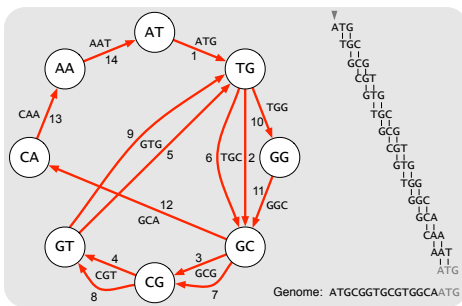 AT
AAT
14
ATG
1
AA
TG
CAA
13
9
GTG
5
TGG
10
6
TGC
2
CA
GG
12
GCA
11
GGC
GT
GC
4
CGT
3
GCG
CG
8
7
ATG
TGC
GCG
CGT
GTG
TGC
GCG
CGT
GTG
TGG
GGC
GCA
CAA
AAT
ATG
Genome: ATGCGGTGCGTGGCAATG